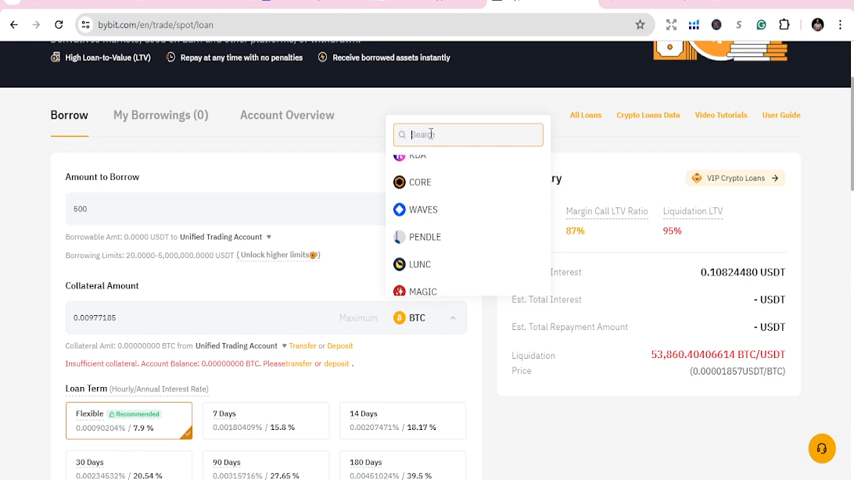 bybit.com/en/trade/spot/loan
High Loan-to-Value (LTV) Repay at any time with no penalties Receive borrowed assets instantly
Borrow My Borrowings (0) Account Overview All Loans Crypto Loans Data Video Tutorials User Guide
Search
KDA
CORE
WAVES
PENDLE
LUNC
MAGIC
Amount to Borrow
500
Borrowable Amt: 0.0000 USDT to Unified Trading Account
Borrowing Limits: 20.0000-5,000,000.0000 USDT ( Unlock higher limits )
Collateral Amount
0.00977185 Maximum BTC
Collateral Amt: 0.00000000 BTC from Unified Trading Account Transfer or Deposit
Insufficient collateral. Account Balance: 0.00000000 BTC. Please transfer or deposit .
Loan Term (Hourly/Annual Interest Rate)
Flexible Recommended
0.00090204% / 7.9 %
7 Days
0.00180409% / 15.8 %
14 Days
0.00207471% / 18.17 %
30 Days
0.00234532% / 20.54 %
90 Days
0.00315716% / 27.65 %
180 Days
0.00451024% / 39.5 %
VIP Crypto Loans
Margin Call LTV Ratio
87%
Liquidation LTV
95%
Interest 0.10824480 USDT
Est. Total Interest - USDT
Est. Total Repayment Amount - USDT
Liquidation Price 53,860.40406614 BTC/USDT
(0.00001857USDT/BTC)